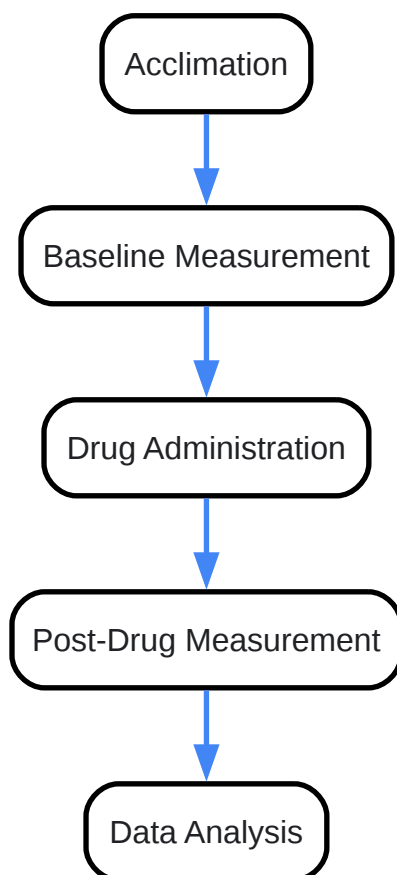 Acclimation
Baseline Measurement
Drug Administration
Post-Drug Measurement
Data Analysis